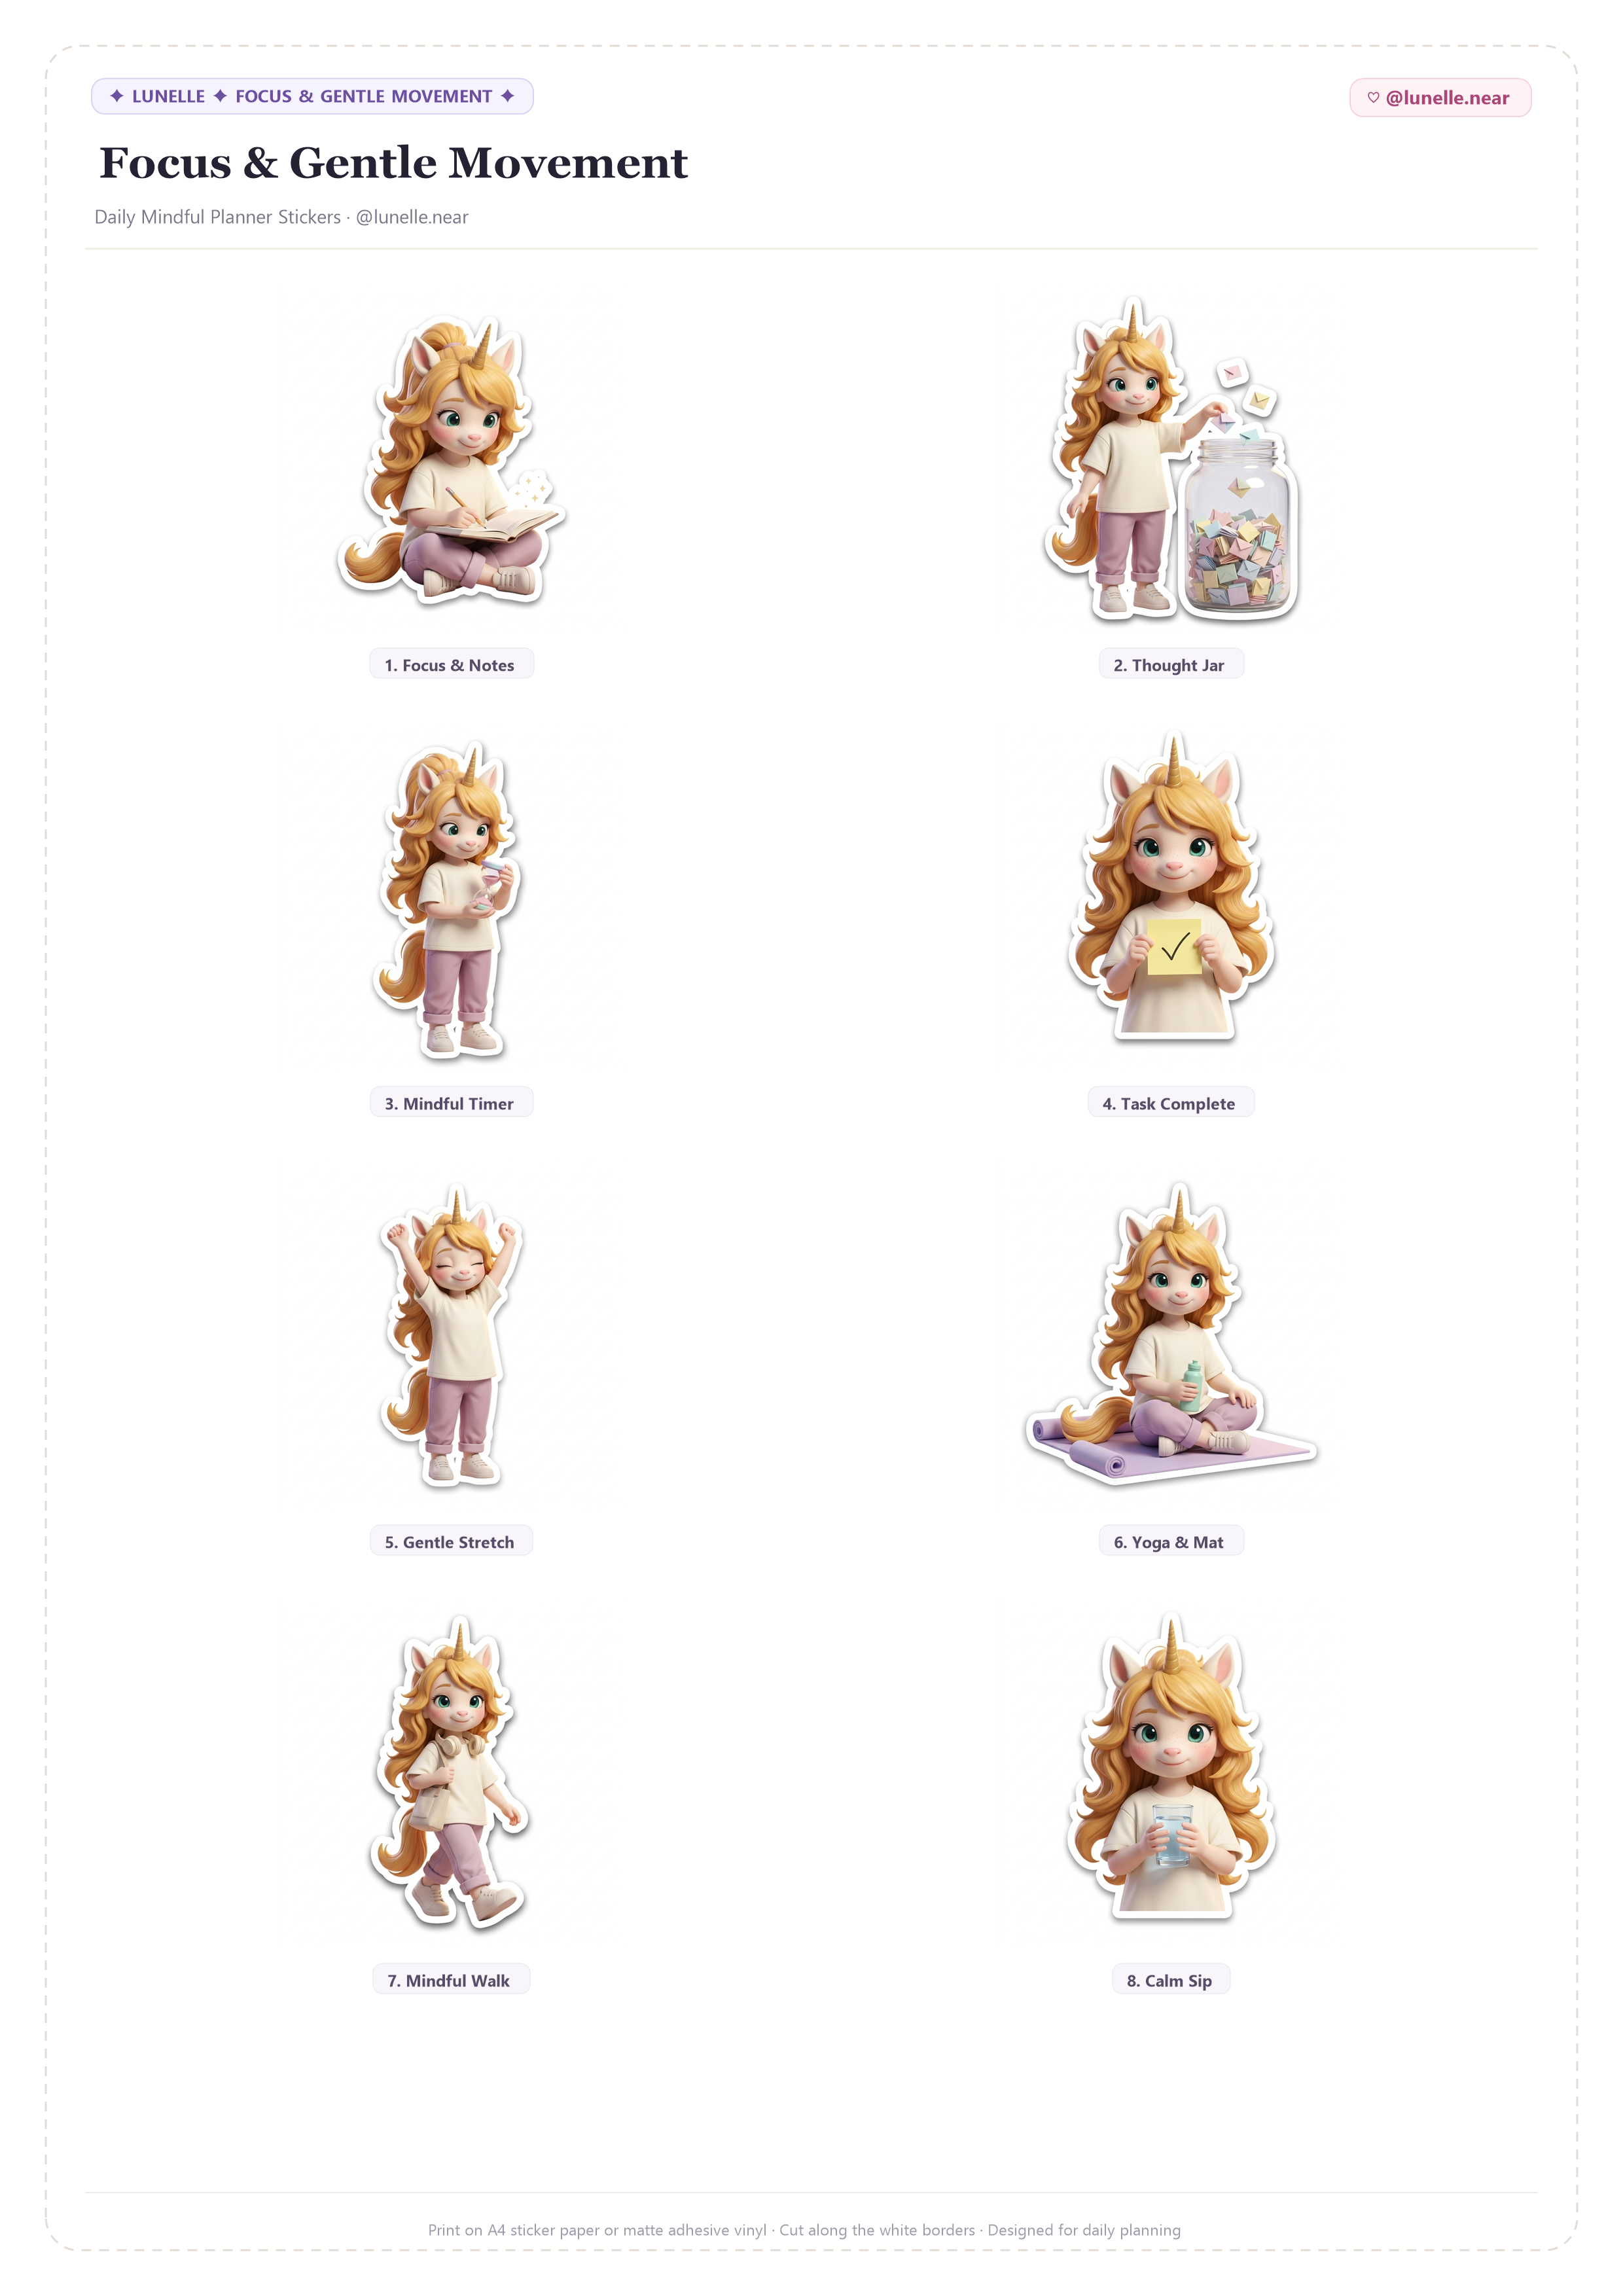 ✦ LUNELLE ✦ FOCUS & GENTLE MOVEMENT ✦
♡ @lunelle.near
Focus & Gentle Movement
Daily Mindful Planner Stickers · @lunelle.near
1. Focus & Notes
2. Thought Jar
3. Mindful Timer
4. Task Complete
5. Gentle Stretch
6. Yoga & Mat
7. Mindful Walk
8. Calm Sip
Print on A4 sticker paper or matte adhesive vinyl · Cut along the white borders · Designed for daily planning